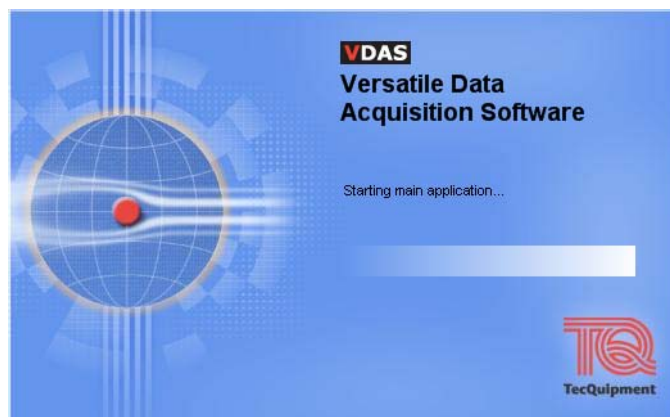 VDAS
Versatile Data
Acquisition Software
Starting main application...
TQ
TecQuipment